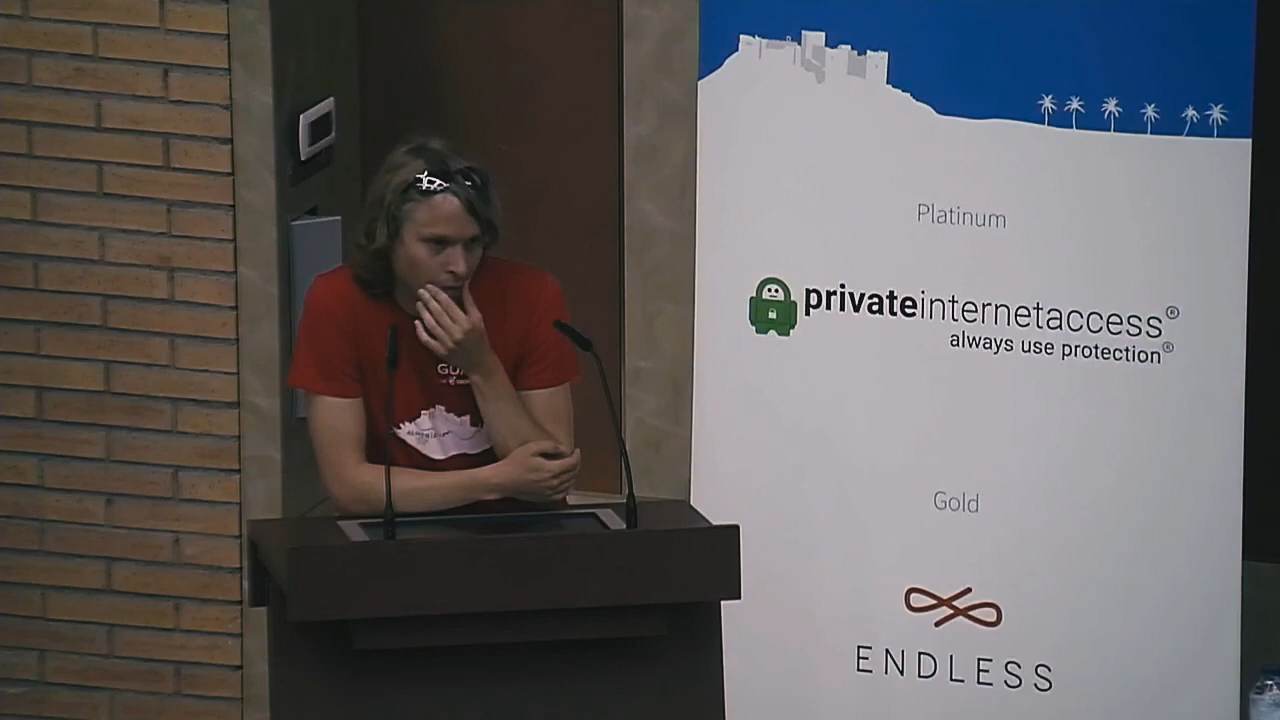 Platinum
privateinternetaccess®
always use protection®
Gold
ENDLESS